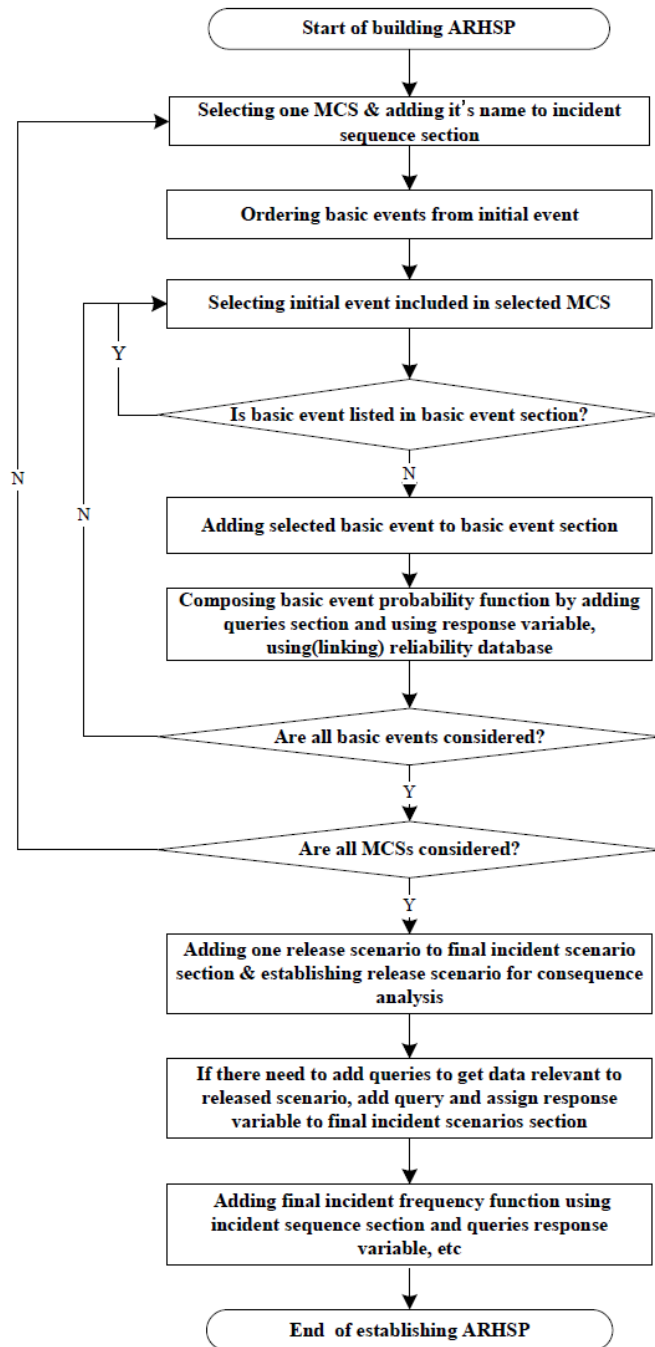 Start of building ARHSP
Selecting one MCS & adding it's name to incident
sequence section
Ordering basic events from initial event
Selecting initial event included in selected MCS
Y
Is basic event listed in basic event section?
N
N
N
Adding selected basic event to basic event section
Composing basic event probability function by adding
queries section and using response variable,
using(linking) reliability database
Are all basic events considered?
Y
Are all MCSs considered?
Y
Adding one release scenario to final incident scenario
section & establishing release scenario for consequence
analysis
If there need to add queries to get data relevant to
released scenario, add query and assign response
variable to final incident scenarios section
Adding final incident frequency function using
incident sequence section and queries response
variable, etc
End of establishing ARHSP